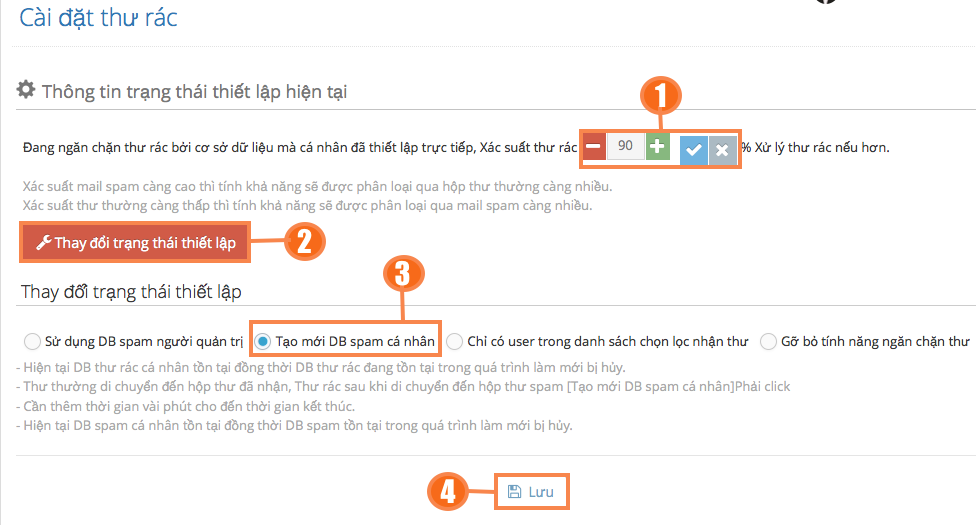 Cài đặt thư rác
Thông tin trạng thái thiết lập hiện tại
1
Đang ngăn chặn thư rác bởi cơ sở dữ liệu mà cá nhân đã thiết lập trực tiếp, Xác suất thư rác 90 % Xử lý thư rác nếu hơn.
Xác suất mail spam càng cao thì tính khả năng sẽ được phân loại qua hộp thư thường càng nhiều.
Xác suất thư thường càng thấp thì tính khả năng sẽ được phân loại qua mail spam càng nhiều.
Thay đổi trạng thái thiết lập 2
3
Thay đổi trạng thái thiết lập
Sử dụng DB spam người quản trị Tạo mới DB spam cá nhân Chỉ có user trong danh sách chọn lọc nhận thư Gỡ bỏ tính năng ngăn chặn thư
- Hiện tại DB thư rác cá nhân tồn tại đồng thời DB thư rác đang tồn tại trong quá trình làm mới bị hủy.
- Thư thường di chuyển đến hộp thư đã nhận, Thư rác sau khi di chuyển đến hộp thư spam [Tạo mới DB spam cá nhân]Phải click
- Cần thêm thời gian vài phút cho đến thời gian kết thúc.
- Hiện tại DB spam cá nhân tồn tại đồng thời DB spam tồn tại trong quá trình làm mới bị hủy.
4 Lưu